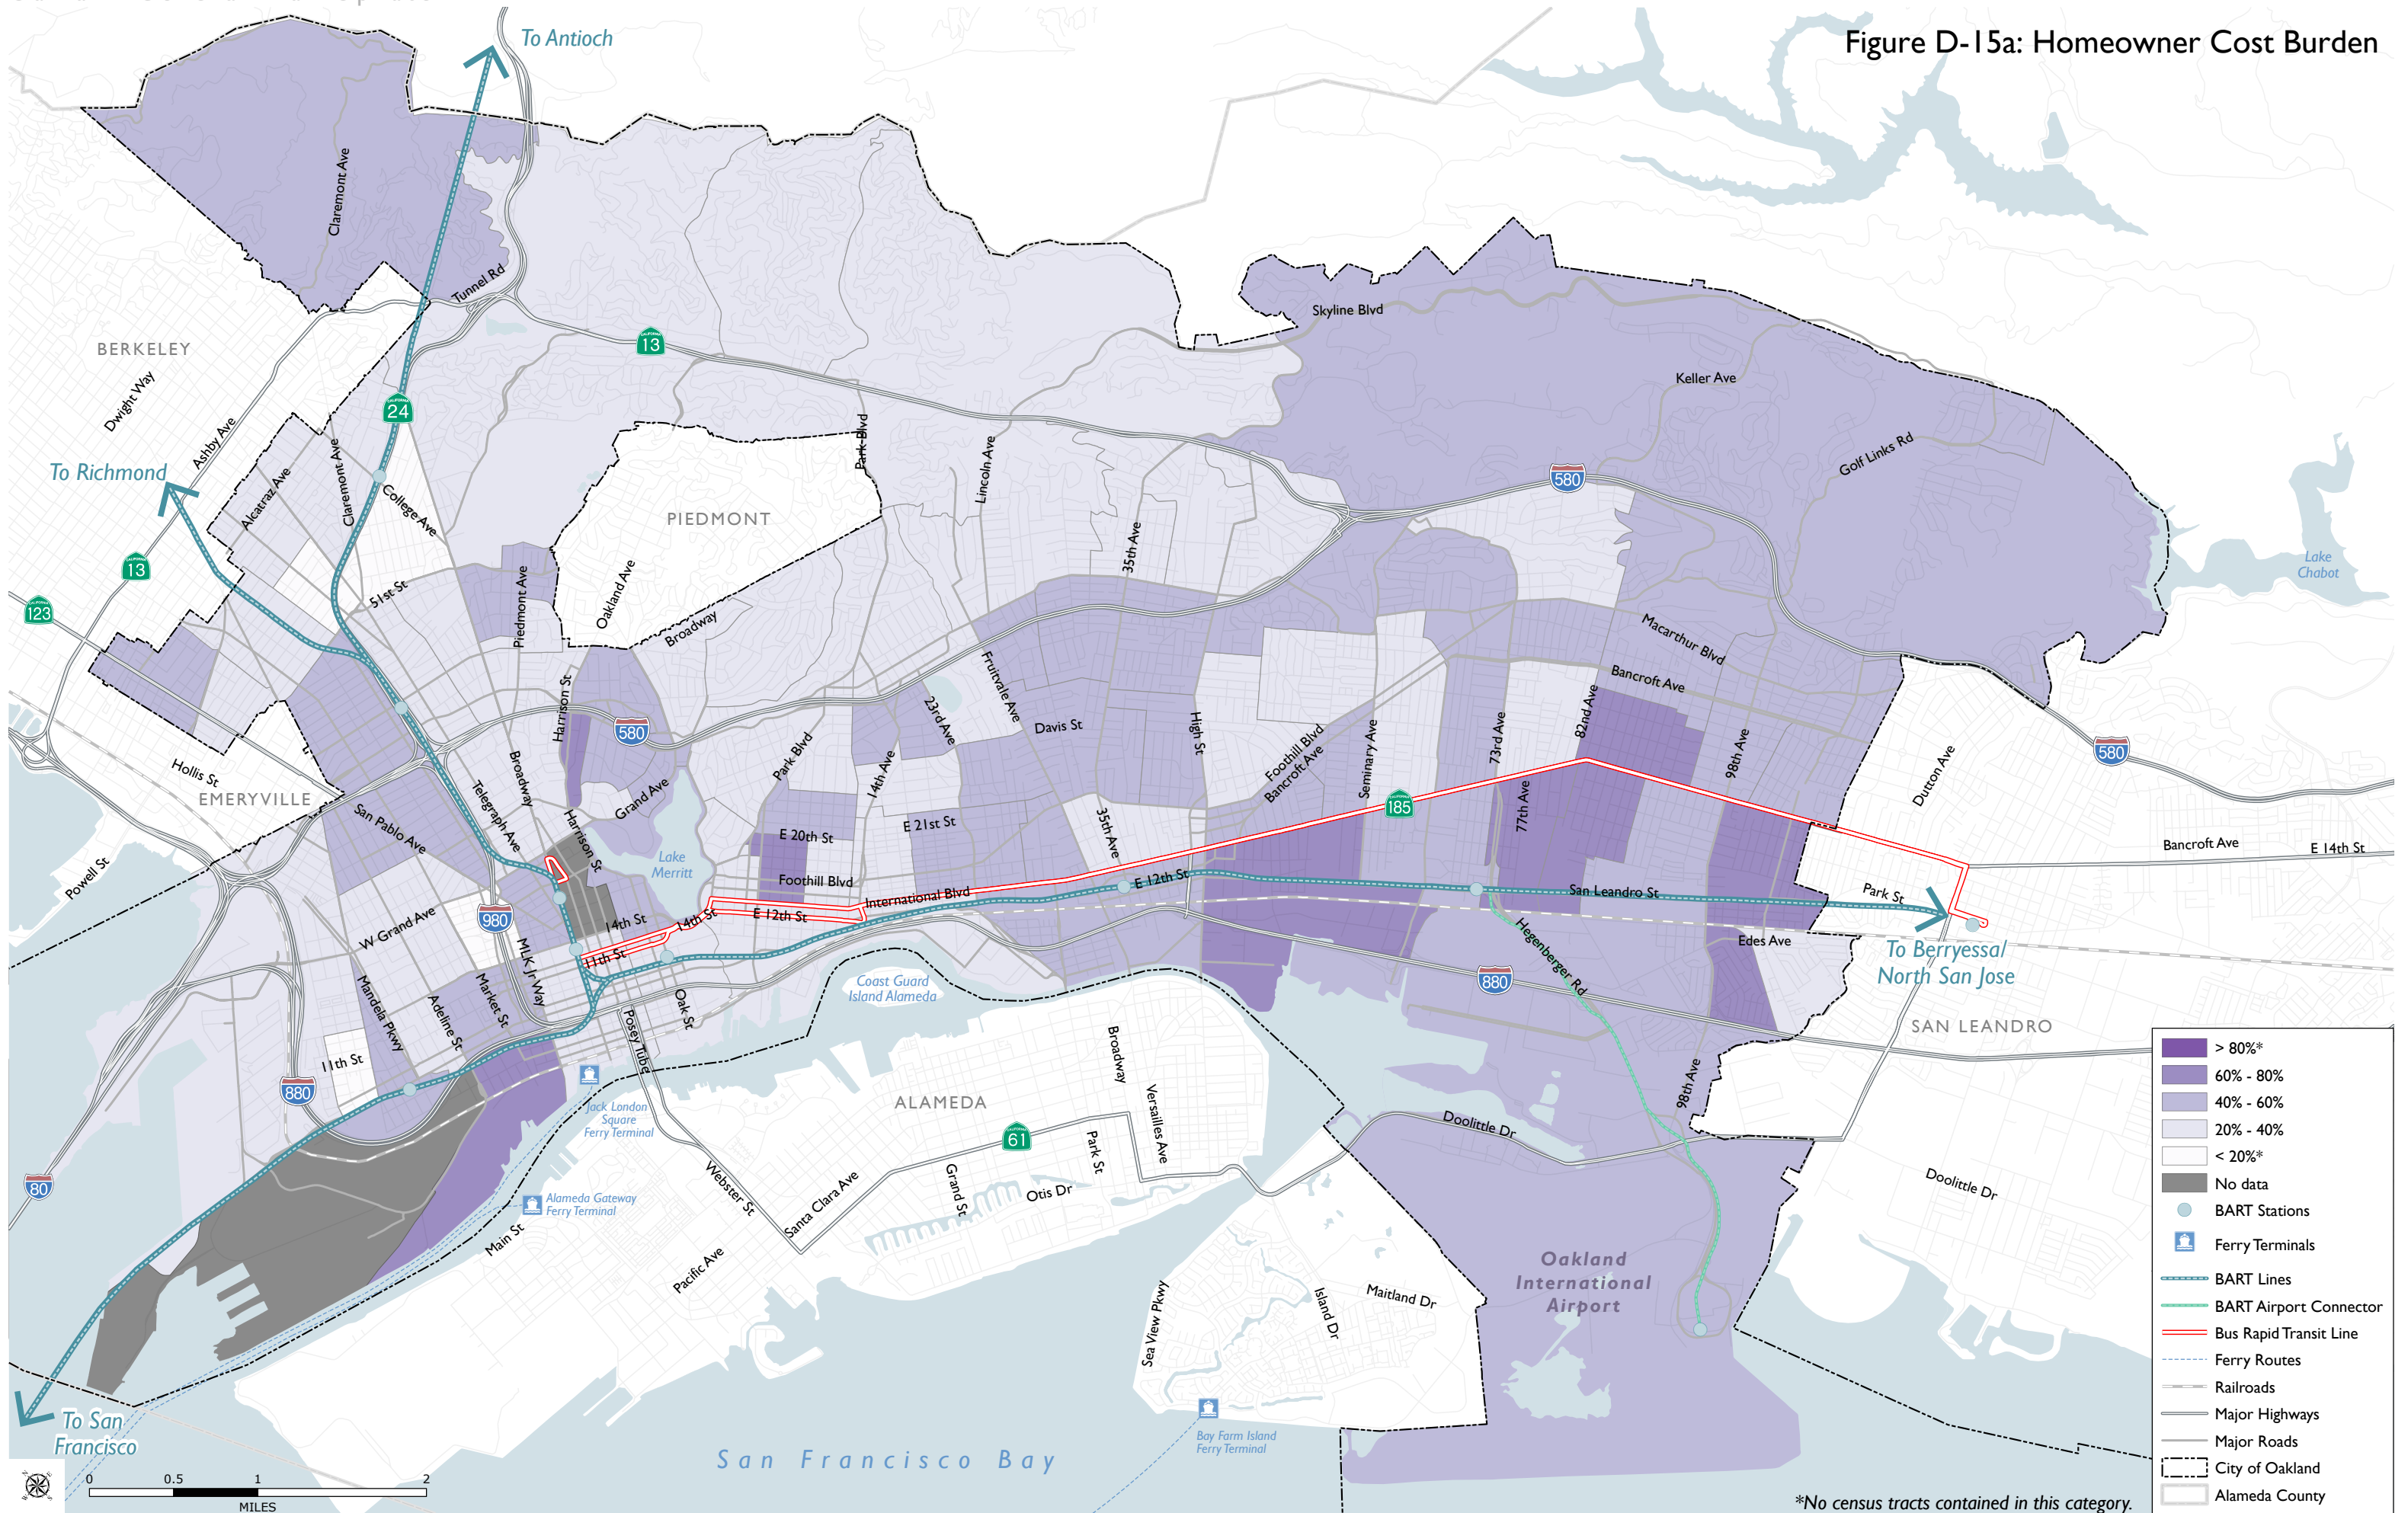 Figure D-15a: Homeowner Cost Burden
To Antioch
Claremont Ave
Tunnel Rd
Skyline Blvd
BERKELEY
Dwight Way
Ashby Ave
13
24
Keller Ave
Golf Links Rd
To Richmond
Alcatraz Ave
Claremont Ave
College Ave
PIEDMONT
Park Blvd
Lincoln Ave
35th Ave
580
Lake
Chabot
13
123
51st St
Piedmont Ave
Oakland Ave
Broadway
Macarthur Blvd
Bancroft Ave
Harrison St
580
Fruitvale Ave
23rd Ave
Davis St
High St
Foothill Blvd
Bancroft Ave
Seminary Ave
73rd Ave
82nd Ave
98th Ave
Dutton Ave
580
Hollis St
EMERYVILLE
San Pablo Ave
Telegraph Ave
Broadway
Grand Ave
Harrison St
Park Blvd
14th Ave
E 20th St
E 21st St
35th Ave
185
77th Ave
Bancroft Ave
E 14th St
Powell St
Lake
Merritt
Foothill Blvd
International Blvd
E 12th St
San Leandro St
Park St
W Grand Ave
980
14th St
14th St
E 12th St
11th St
MLK Jr Way
Market St
Adeline St
Mandela Pkwy
11th St
Oak St
Posey Tube
Coast Guard
Island Alameda
880
Hegenberger Rd
Edes Ave
To Berryessa/
North San Jose
SAN LEANDRO
880
80
Jack London
Square
Ferry Terminal
ALAMEDA
Broadway
Versailles Ave
61
Park St
Otis Dr
Grand St
Santa Clara Ave
Webster St
Alameda Gateway
Ferry Terminal
Main St
Pacific Ave
Doolittle Dr
98th Ave
Doolittle Dr
Oakland
International
Airport
Sea View Pkwy
Island Dr
Maitland Dr
Bay Farm Island
Ferry Terminal
San Francisco Bay
To San
Francisco
0 0.5 1 2
MILES
> 80%*
60% - 80%
40% - 60%
20% - 40%
< 20%*
No data
BART Stations
Ferry Terminals
BART Lines
BART Airport Connector
Bus Rapid Transit Line
Ferry Routes
Railroads
Major Highways
Major Roads
City of Oakland
Alameda County
*No census tracts contained in this category.